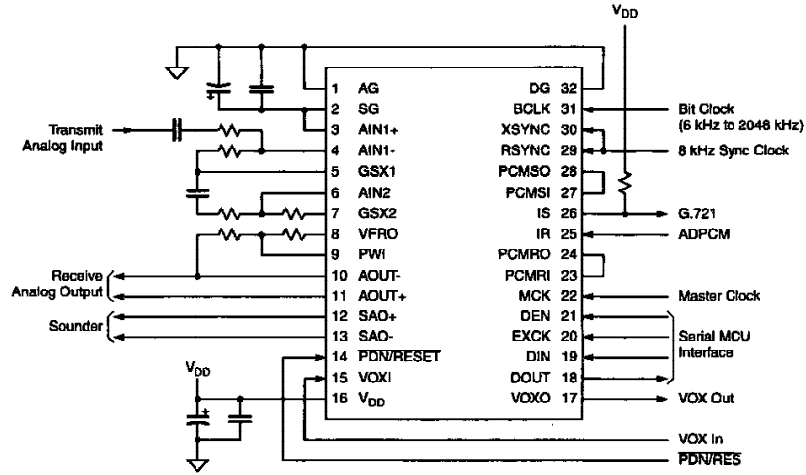 VDD
1 AG DG 32
2 SG BCLK 31 Bit Clock
(6 kHz to 2048 kHz)
Transmit
Analog Input
3 AIN1+ XSYNC 30
4 AIN1- RSYNC 29 8 kHz Sync Clock
5 GSX1 PCMSO 28
6 AIN2 PCMSI 27
7 GSX2 IS 26 G.721
8 VFRO IR 25 ADPCM
9 PWI PCMRO 24
Receive
Analog Output
10 AOUT- PCMRI 23
11 AOUT+ MCK 22 Master Clock
Sounder
12 SAO+ DEN 21
13 SAO- EXCK 20 Serial MCU
Interface
14 PDN/RESET DIN 19
VDD
15 VOXI DOUT 18
16 VDD VOXO 17 VOX Out
VOX In
PDN/RES